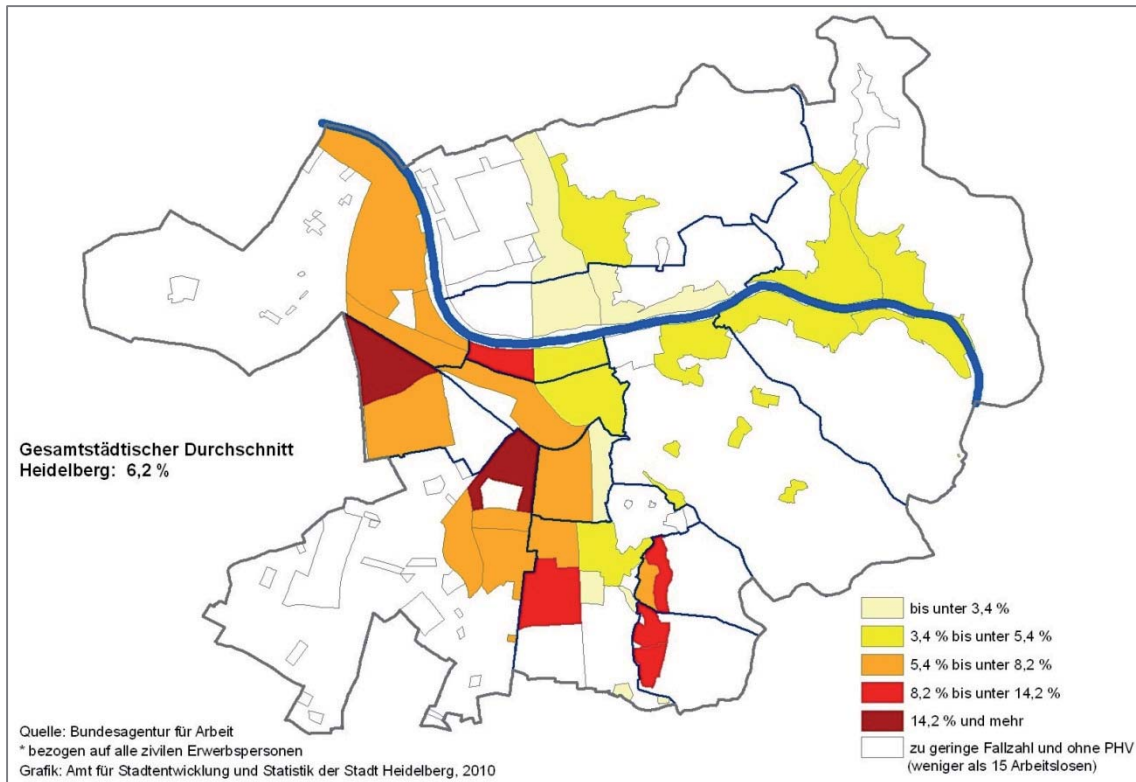 Gesamtstädtischer Durchschnitt
Heidelberg: 6,2 %
bis unter 3,4 %
3,4 % bis unter 5,4 %
5,4 % bis unter 8,2 %
8,2 % bis unter 14,2 %
14,2 % und mehr
zu geringe Fallzahl und ohne PHV
(weniger als 15 Arbeitslosen)
Quelle: Bundesagentur für Arbeit
* bezogen auf alle zivilen Erwerbspersonen
Grafik: Amt für Stadtentwicklung und Statistik der Stadt Heidelberg, 2010